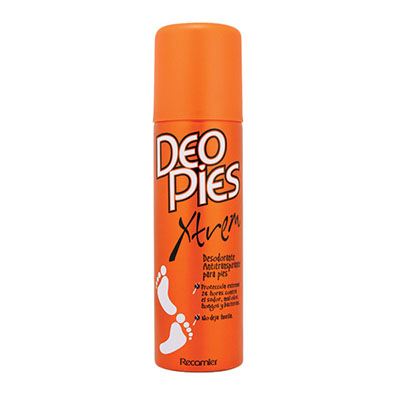 DEO
PIES
Xtrem
Desodorante
Antitranspirante
para pies
Protección extrema
24 horas contra
el sudor, mal olor,
hongos y bacterias.
No deja huella.
Recamier